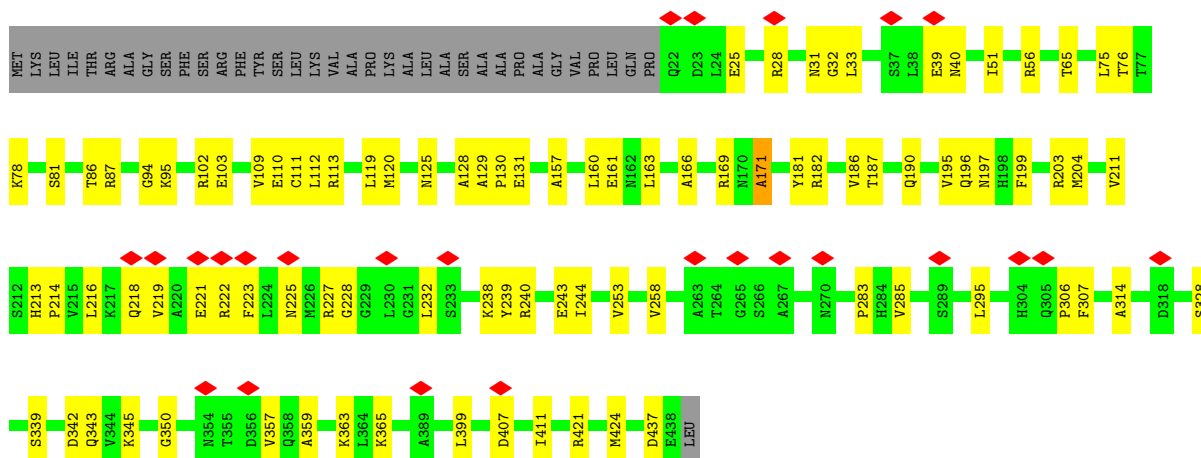 MET LYS LEU ILE THR ARG ALA GLY SER PHE SER ARG PHE TYR SER LEU LYS VAL ALA PRO LYS ALA LEU ALA SER ALA ALA PRO ALA GLY VAL PRO LEU GLN PRO Q22 D23 L24 E25 R28 N31 G32 L33 S37 L38 E39 N40 I51 R56 T65 L75 T76 T77
K78 S81 T86 R87 G94 K95 R102 E103 V109 E110 C111 L112 R113 L119 M120 N125 A128 A129 P130 E131 A157 L160 E161 N162 L163 A166 R169 N170 A171 Y181 R182 V186 T187 Q190 V195 Q196 N197 H198 F199 R203 M204 V211
S212 H213 P214 V215 L216 K217 Q218 V219 A220 E221 R222 F223 L224 N225 M226 R227 G228 G229 L230 G231 L232 S233 K238 Y239 R240 E243 I244 V253 V258 A263 T264 G265 S266 A267 N270 P283 H284 V285 S289 L295 H304 Q305 P306 F307 A314 D318 S328
S339 D342 Q343 V344 K345 G350 N354 T355 D356 V357 Q358 A359 K363 L364 K365 A389 L399 D407 I411 R421 M424 D437 E438 LEU